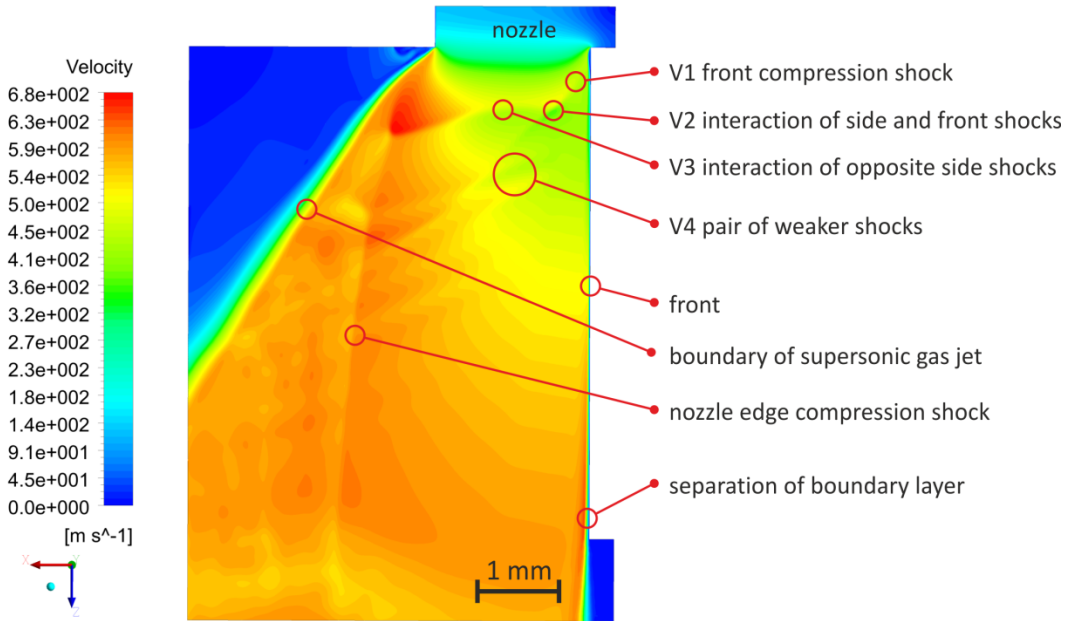 nozzle
Velocity
6.8e+002
6.3e+002
5.9e+002
5.4e+002
5.0e+002
4.5e+002
4.1e+002
3.6e+002
3.2e+002
2.7e+002
2.3e+002
1.8e+002
1.4e+002
9.1e+001
4.5e+001
0.0e+000
[m s^-1]
X
Y
Z
V1 front compression shock
V2 interaction of side and front shocks
V3 interaction of opposite side shocks
V4 pair of weaker shocks
front
boundary of supersonic gas jet
nozzle edge compression shock
separation of boundary layer
1 mm